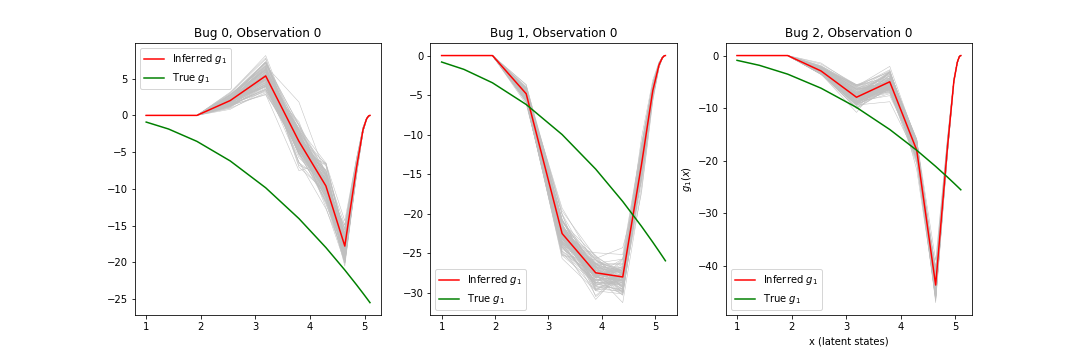 Bug 0, Observation 0
Inferred g₁
True g₁
5
0
−5
−10
−15
−20
−25
1 2 3 4 5
Bug 1, Observation 0
0
−5
−10
−15
−20
−25
−30
Inferred g₁
True g₁
1 2 3 4 5
Bug 2, Observation 0
g₁(x)
0
−10
−20
−30
−40
Inferred g₁
True g₁
1 2 3 4 5
x (latent states)